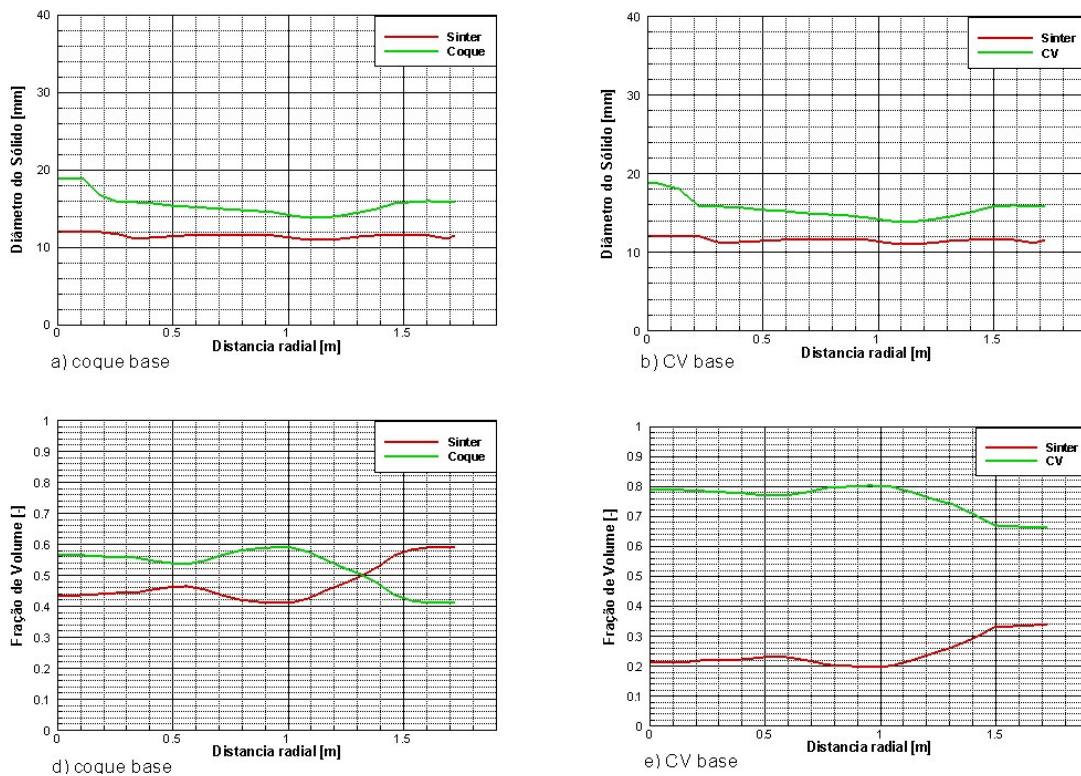 Sinter
Coque
Diâmetro do Sólido [mm]
40
30
20
10
0
0
0.5
1
1.5
Distancia radial [m]
a) coque base
Sinter
CV
Diâmetro do Sólido [mm]
40
30
20
10
0
0
0.5
1
1.5
Distancia radial [m]
b) CV base
Sinter
Coque
Fração de Volume [-]
1
0.9
0.8
0.7
0.6
0.5
0.4
0.3
0.2
0.1
0
0
0.5
1
1.5
Distancia radial [m]
d) coque base
Sinter
CV
Fração de Volume [-]
1
0.9
0.8
0.7
0.6
0.5
0.4
0.3
0.2
0.1
0
0
0.5
1
1.5
Distancia radial [m]
e) CV base